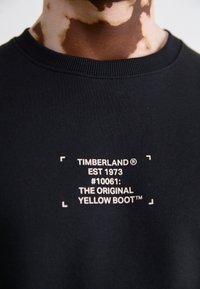 TIMBERLAND ®
EST 1973
#10061:
THE ORIGINAL
YELLOW BOOT™